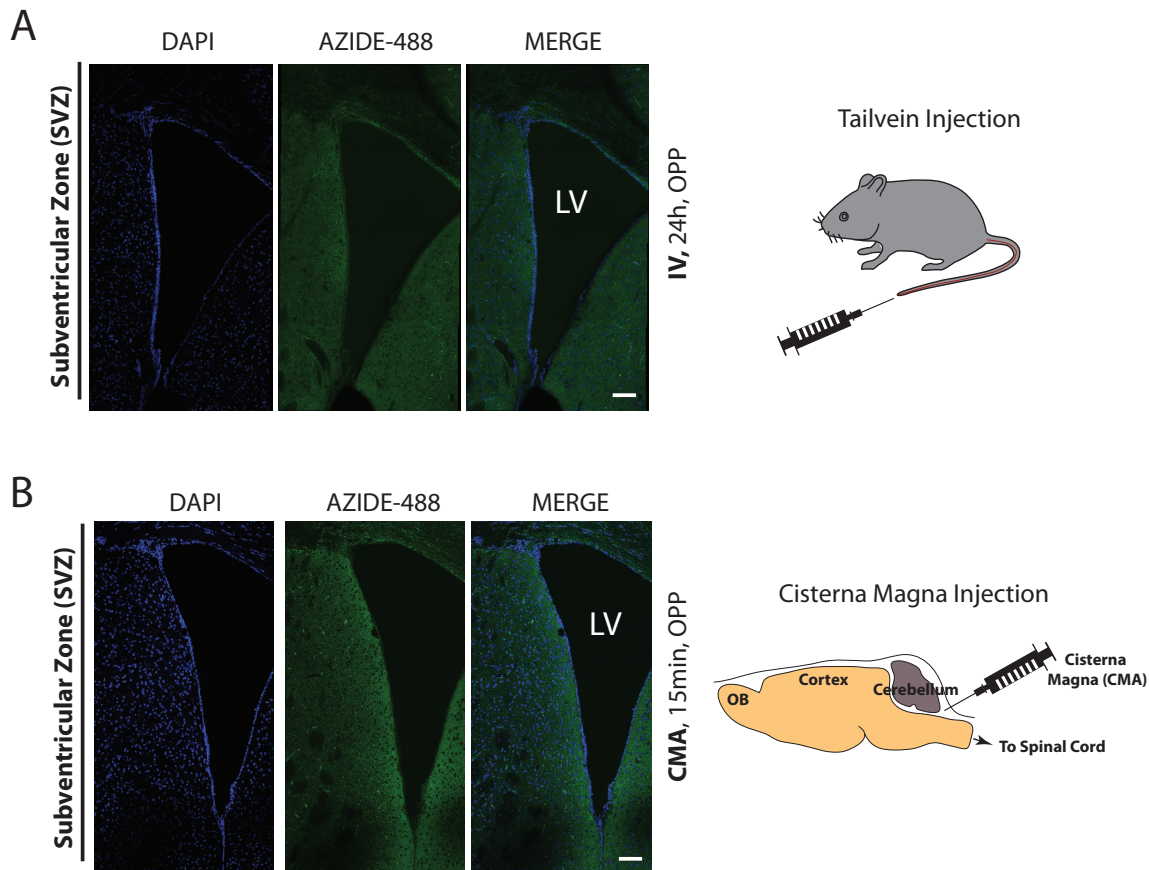 A
DAPI
AZIDE-488
MERGE
Subventricular Zone (SVZ)
LV
IV, 24h, OPP
Tailvein Injection
B
DAPI
AZIDE-488
MERGE
Subventricular Zone (SVZ)
LV
CMA, 15min, OPP
Cisterna Magna Injection
OB
Cortex
Cerebellum
Cisterna
Magna (CMA)
To Spinal Cord